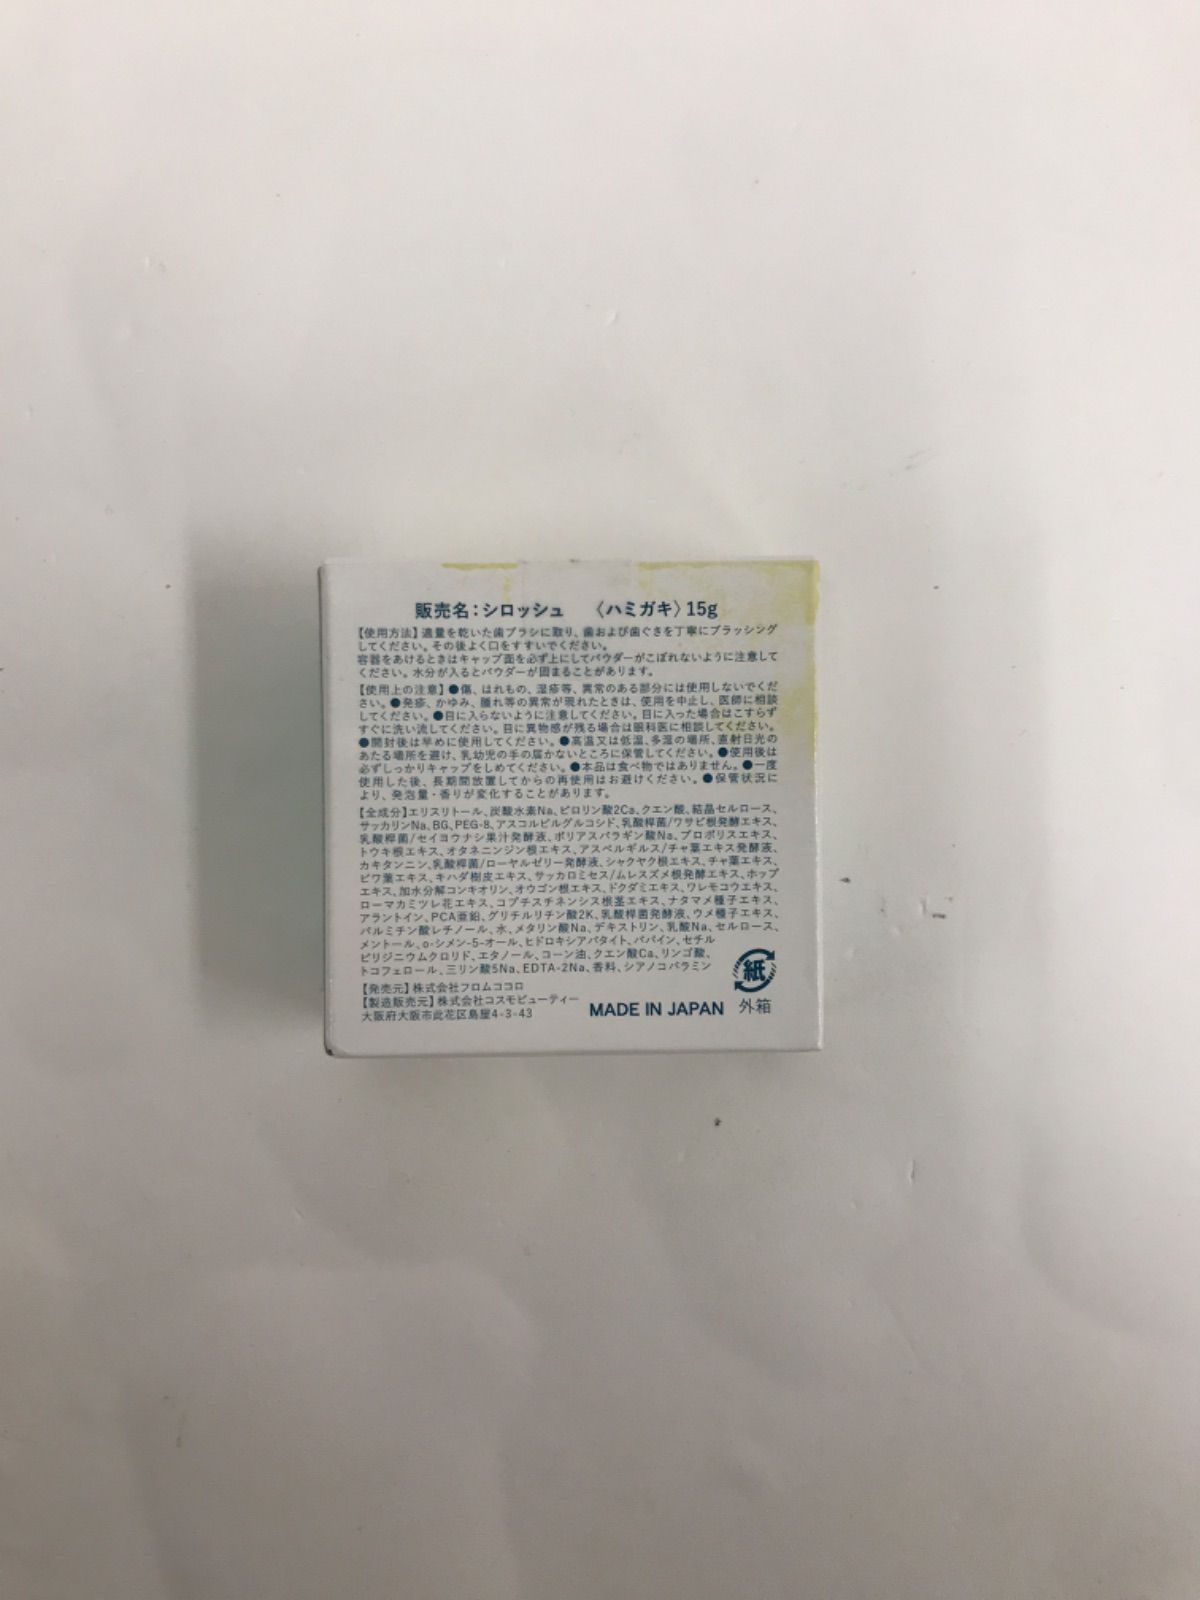 販売名：シロッシュ 〈ハミガキ〉15g
【使用方法】適量を乾いた歯ブラシに取り、歯および歯ぐきを丁寧にブラッシング
してください。その後よく口をすすいでください。
容器をあけるときはキャップ面を必ず上にしてパウダーがこぼれないように注意して
ください。水分が入るとパウダーが固まることがあります。
【使用上の注意】●傷、はれもの、湿疹等、異常のある部分には使用しないでくだ
さい。●発疹、かゆみ、腫れ等の異常が現れたときは、使用を中止し、医師に相談
してください。●目に入らないように注意してください。目に入った場合はこすらず
すぐに洗い流してください。目に異物感が残る場合は眼科医に相談してください。
●開封後は早めに使用してください。●高温又は低温、多湿の場所、直射日光の
あたる場所を避け、乳幼児の手の届かないところに保管してください。●使用後は
必ずしっかりキャップをしめてください。●本品は食べ物ではありません。●一度
使用した後、長期間放置してからの再使用はお避けください。●保管状況に
より、発泡量・香りが変化することがあります。
【全成分】エリスリトール、炭酸水素Na、ピロリン酸2Ca、クエン酸、結晶セルロース、
サッカリンNa、BG、PEG-8、アスコルビルグルコシド、乳酸桿菌/ワサビ根発酵エキス、
乳酸桿菌/セイヨウナシ果汁発酵液、ポリアスパラギン酸Na、プロポリスエキス、
トウキ根エキス、オタネニンジン根エキス、アスペルギルス/チャ葉エキス発酵液、
カキタンニン、乳酸桿菌/ローヤルゼリー発酵液、シャクヤク根エキス、チャ葉エキス、
ビワ葉エキス、キハダ樹皮エキス、サッカロミセス/ムレスズメ根発酵エキス、ホップ
エキス、加水分解コンキオリン、オウゴン根エキス、ドクダミエキス、ワレモコウエキス、
ローマカミツレ花エキス、コプチスチネンシス根茎エキス、ナタマメ種子エキス、
アラントイン、PCA亜鉛、グリチルリチン酸2K、乳酸桿菌発酵液、ウメ種子エキス、
パルミチン酸レチノール、水、メタリン酸Na、デキストリン、乳酸Na、セルロース、
メントール、o-シメン-5-オール、ヒドロキシアパタイト、パパイン、セチル
ピリジニウムクロリド、エタノール、コーン油、クエン酸Ca、リンゴ酸、
トコフェロール、三リン酸5Na、EDTA-2Na、香料、シアノコバラミン
【発売元】株式会社フロムココロ
【製造販売元】株式会社コスモビューティー
大阪府大阪市此花区島屋4-3-43
MADE IN JAPAN
紙
外箱